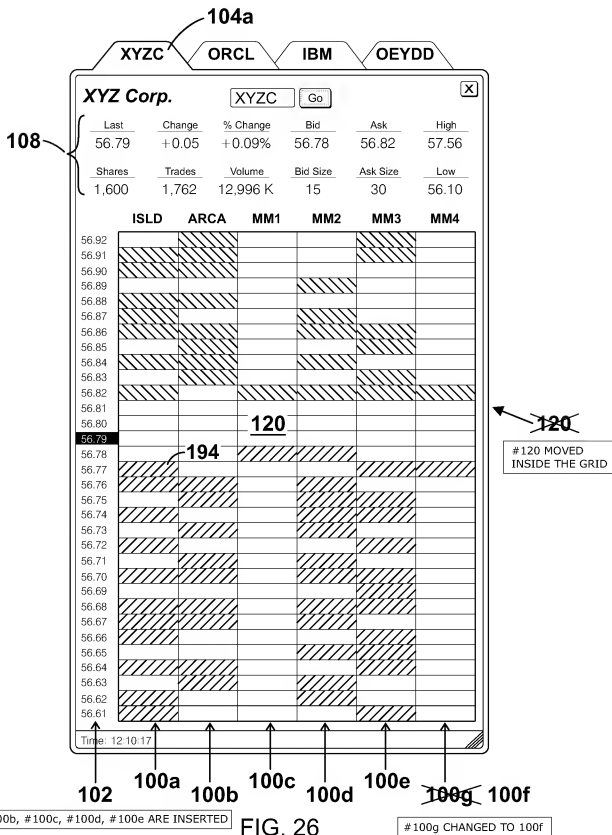 104a
XYZC ORCL IBM OEYDD
X
XYZ Corp. XYZC Go
108
Last Change % Change Bid Ask High
56.79 +0.05 +0.09% 56.78 56.82 57.56
Shares Trades Volume Bid Size Ask Size Low
1,600 1,762 12,996 K 15 30 56.10
ISLD ARCA MM1 MM2 MM3 MM4
56.92
56.91
56.90
56.89
56.88
56.87
56.86
56.85
56.84
56.83
56.82
56.81
56.80 120 120
56.79
#120 MOVED
INSIDE THE GRID
56.78 194
56.77
56.76
56.75
56.74
56.73
56.72
56.71
56.70
56.69
56.68
56.67
56.66
56.65
56.64
56.63
56.62
56.61
Time: 12:10:17
102 100a 100b 100c 100d 100e 100g 100f
00b, #100c, #100d, #100e ARE INSERTED
FIG. 26
#100g CHANGED TO 100f